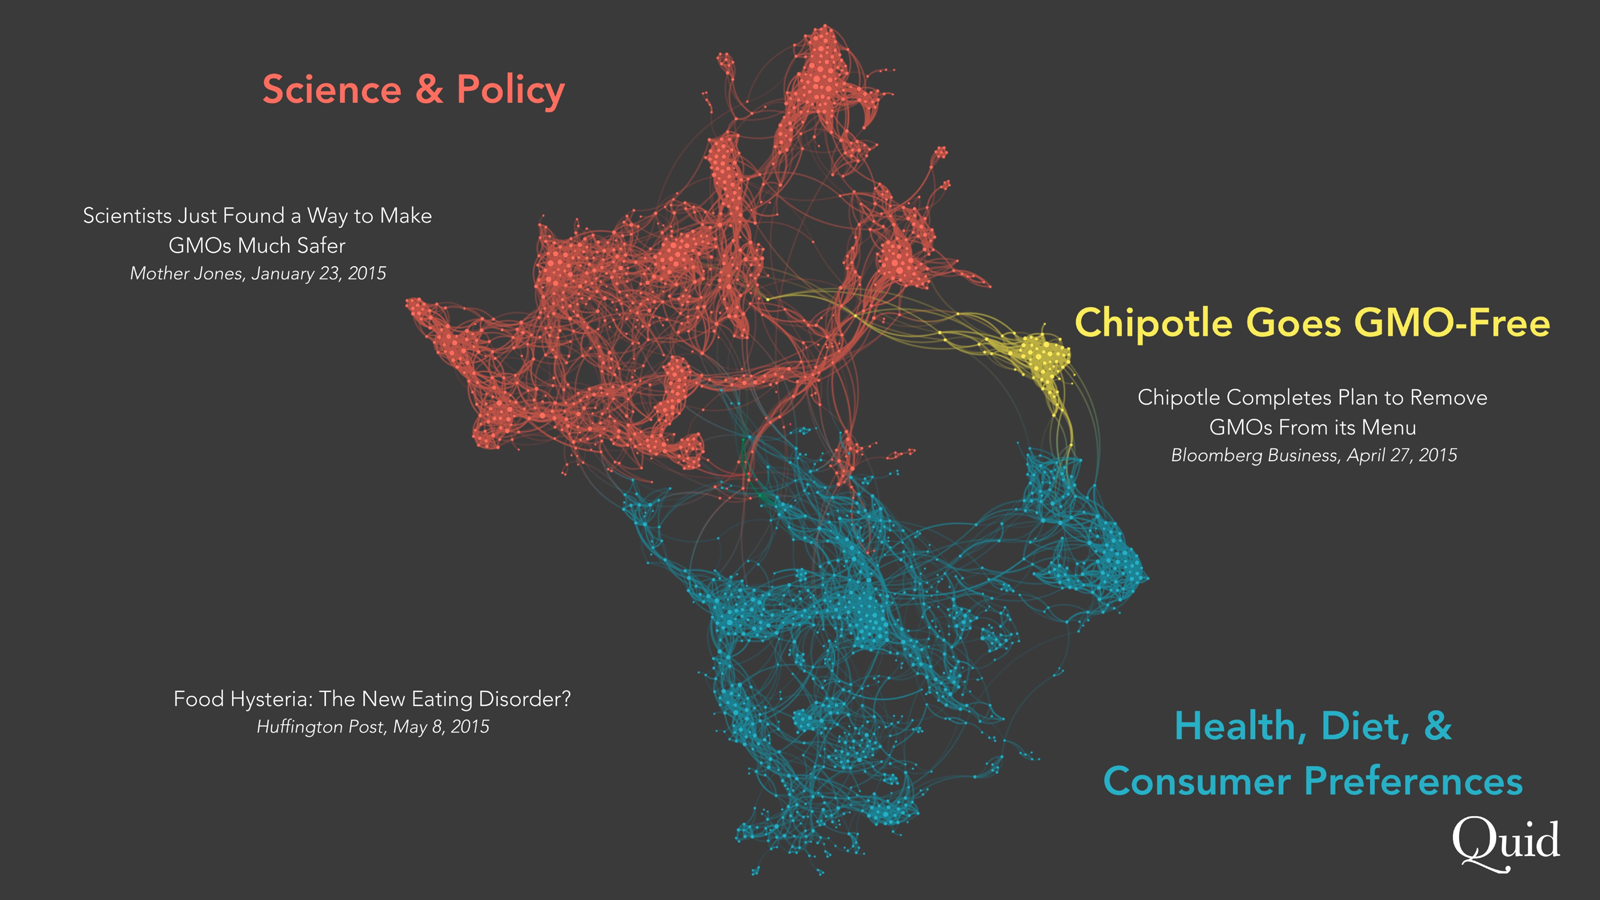 Science & Policy
Scientists Just Found a Way to Make
GMOs Much Safer
Mother Jones, January 23, 2015
Chipotle Goes GMO-Free
Chipotle Completes Plan to Remove
GMOs From its Menu
Bloomberg Business, April 27, 2015
Food Hysteria: The New Eating Disorder?
Huffington Post, May 8, 2015
Health, Diet, &
Consumer Preferences
Quid